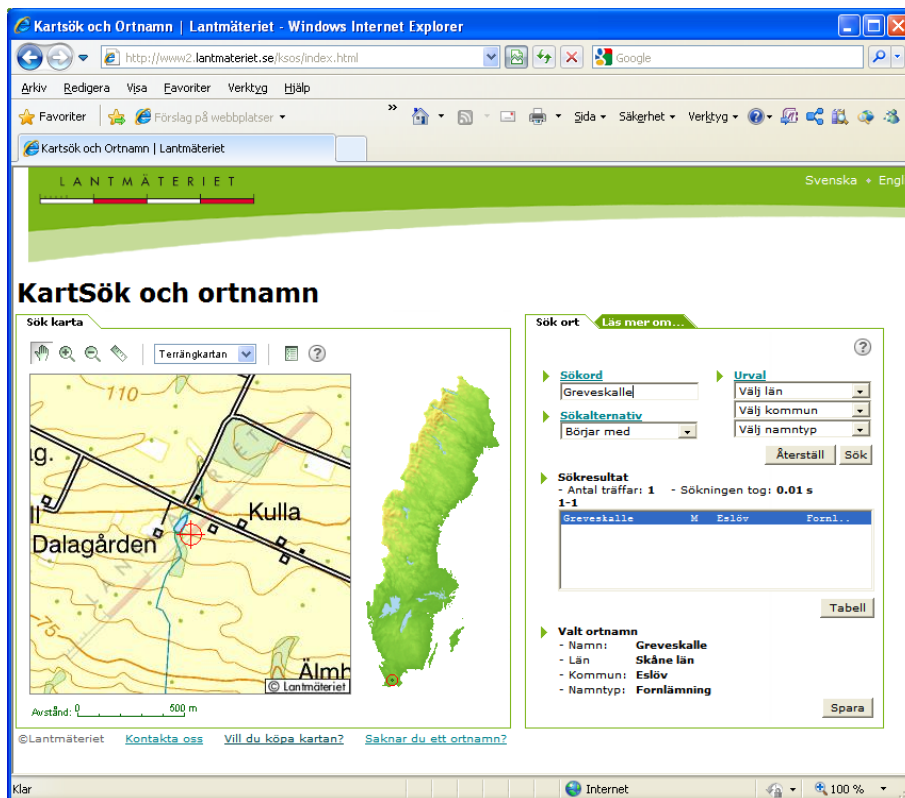 Kartsök och Ortnamn | Lantmäteriet - Windows Internet Explorer
http://www2.lantmateriet.se/ksos/index.html
Google
Arkiv Redigera Visa Favoriter Verktyg Hjälp
Favoriter Förslag på webbplatser » Sida Säkerhet Verktyg
Kartsök och Ortnamn | Lantmäteriet
LANTMÄTERIET
Svenska Engl
KartSök och ortnamn
Sök karta
Terrängkartan
110
ag.
ll
Kulla
Dalagården
LANTMÄTERIET
75
Älmh
© Lantmäteriet
Avstånd: 0 500 m
Sök ort Läs mer om...
Sökord
Greveskalle
Sökalternativ
Börjar med
Urval
Välj län
Välj kommun
Välj namntyp
Återställ Sök
Sökresultat
- Antal träffar: 1 - Sökningen tog: 0.01 s
1-1
Greveskalle M Eslöv Fornl..
Tabell
Valt ortnamn
- Namn: Greveskalle
- Län Skåne län
- Kommun: Eslöv
- Namntyp: Fornlämning
Spara
©Lantmäteriet Kontakta oss Vill du köpa kartan? Saknar du ett ortnamn?
Klar Internet 100 %